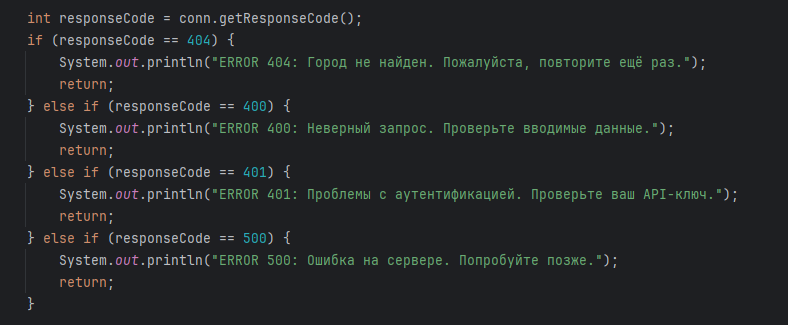 int responseCode = conn.getResponseCode();
if (responseCode == 404) {
    System.out.println("ERROR 404: Город не найден. Пожалуйста, повторите ещё раз.");
    return;
} else if (responseCode == 400) {
    System.out.println("ERROR 400: Неверный запрос. Проверьте вводимые данные.");
    return;
} else if (responseCode == 401) {
    System.out.println("ERROR 401: Проблемы с аутентификацией. Проверьте ваш API-ключ.");
    return;
} else if (responseCode == 500) {
    System.out.println("ERROR 500: Ошибка на сервере. Попробуйте позже.");
    return;
}